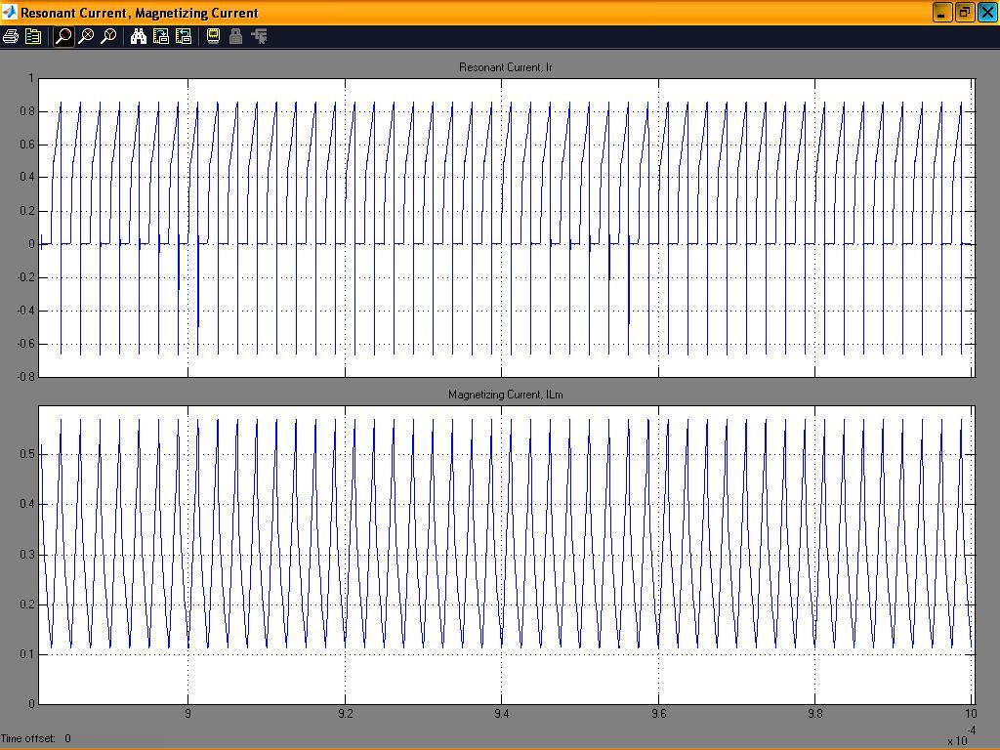 Resonant Current, Magnetizing Current
Resonant Current, Ir
1
0.8
0.6
0.4
0.2
0
-0.2
-0.4
-0.6
-0.8
Magnetizing Current, ILm
0.5
0.4
0.3
0.2
0.1
0
9 9.2 9.4 9.6 9.8 10
x 10-4
Time offset: 0